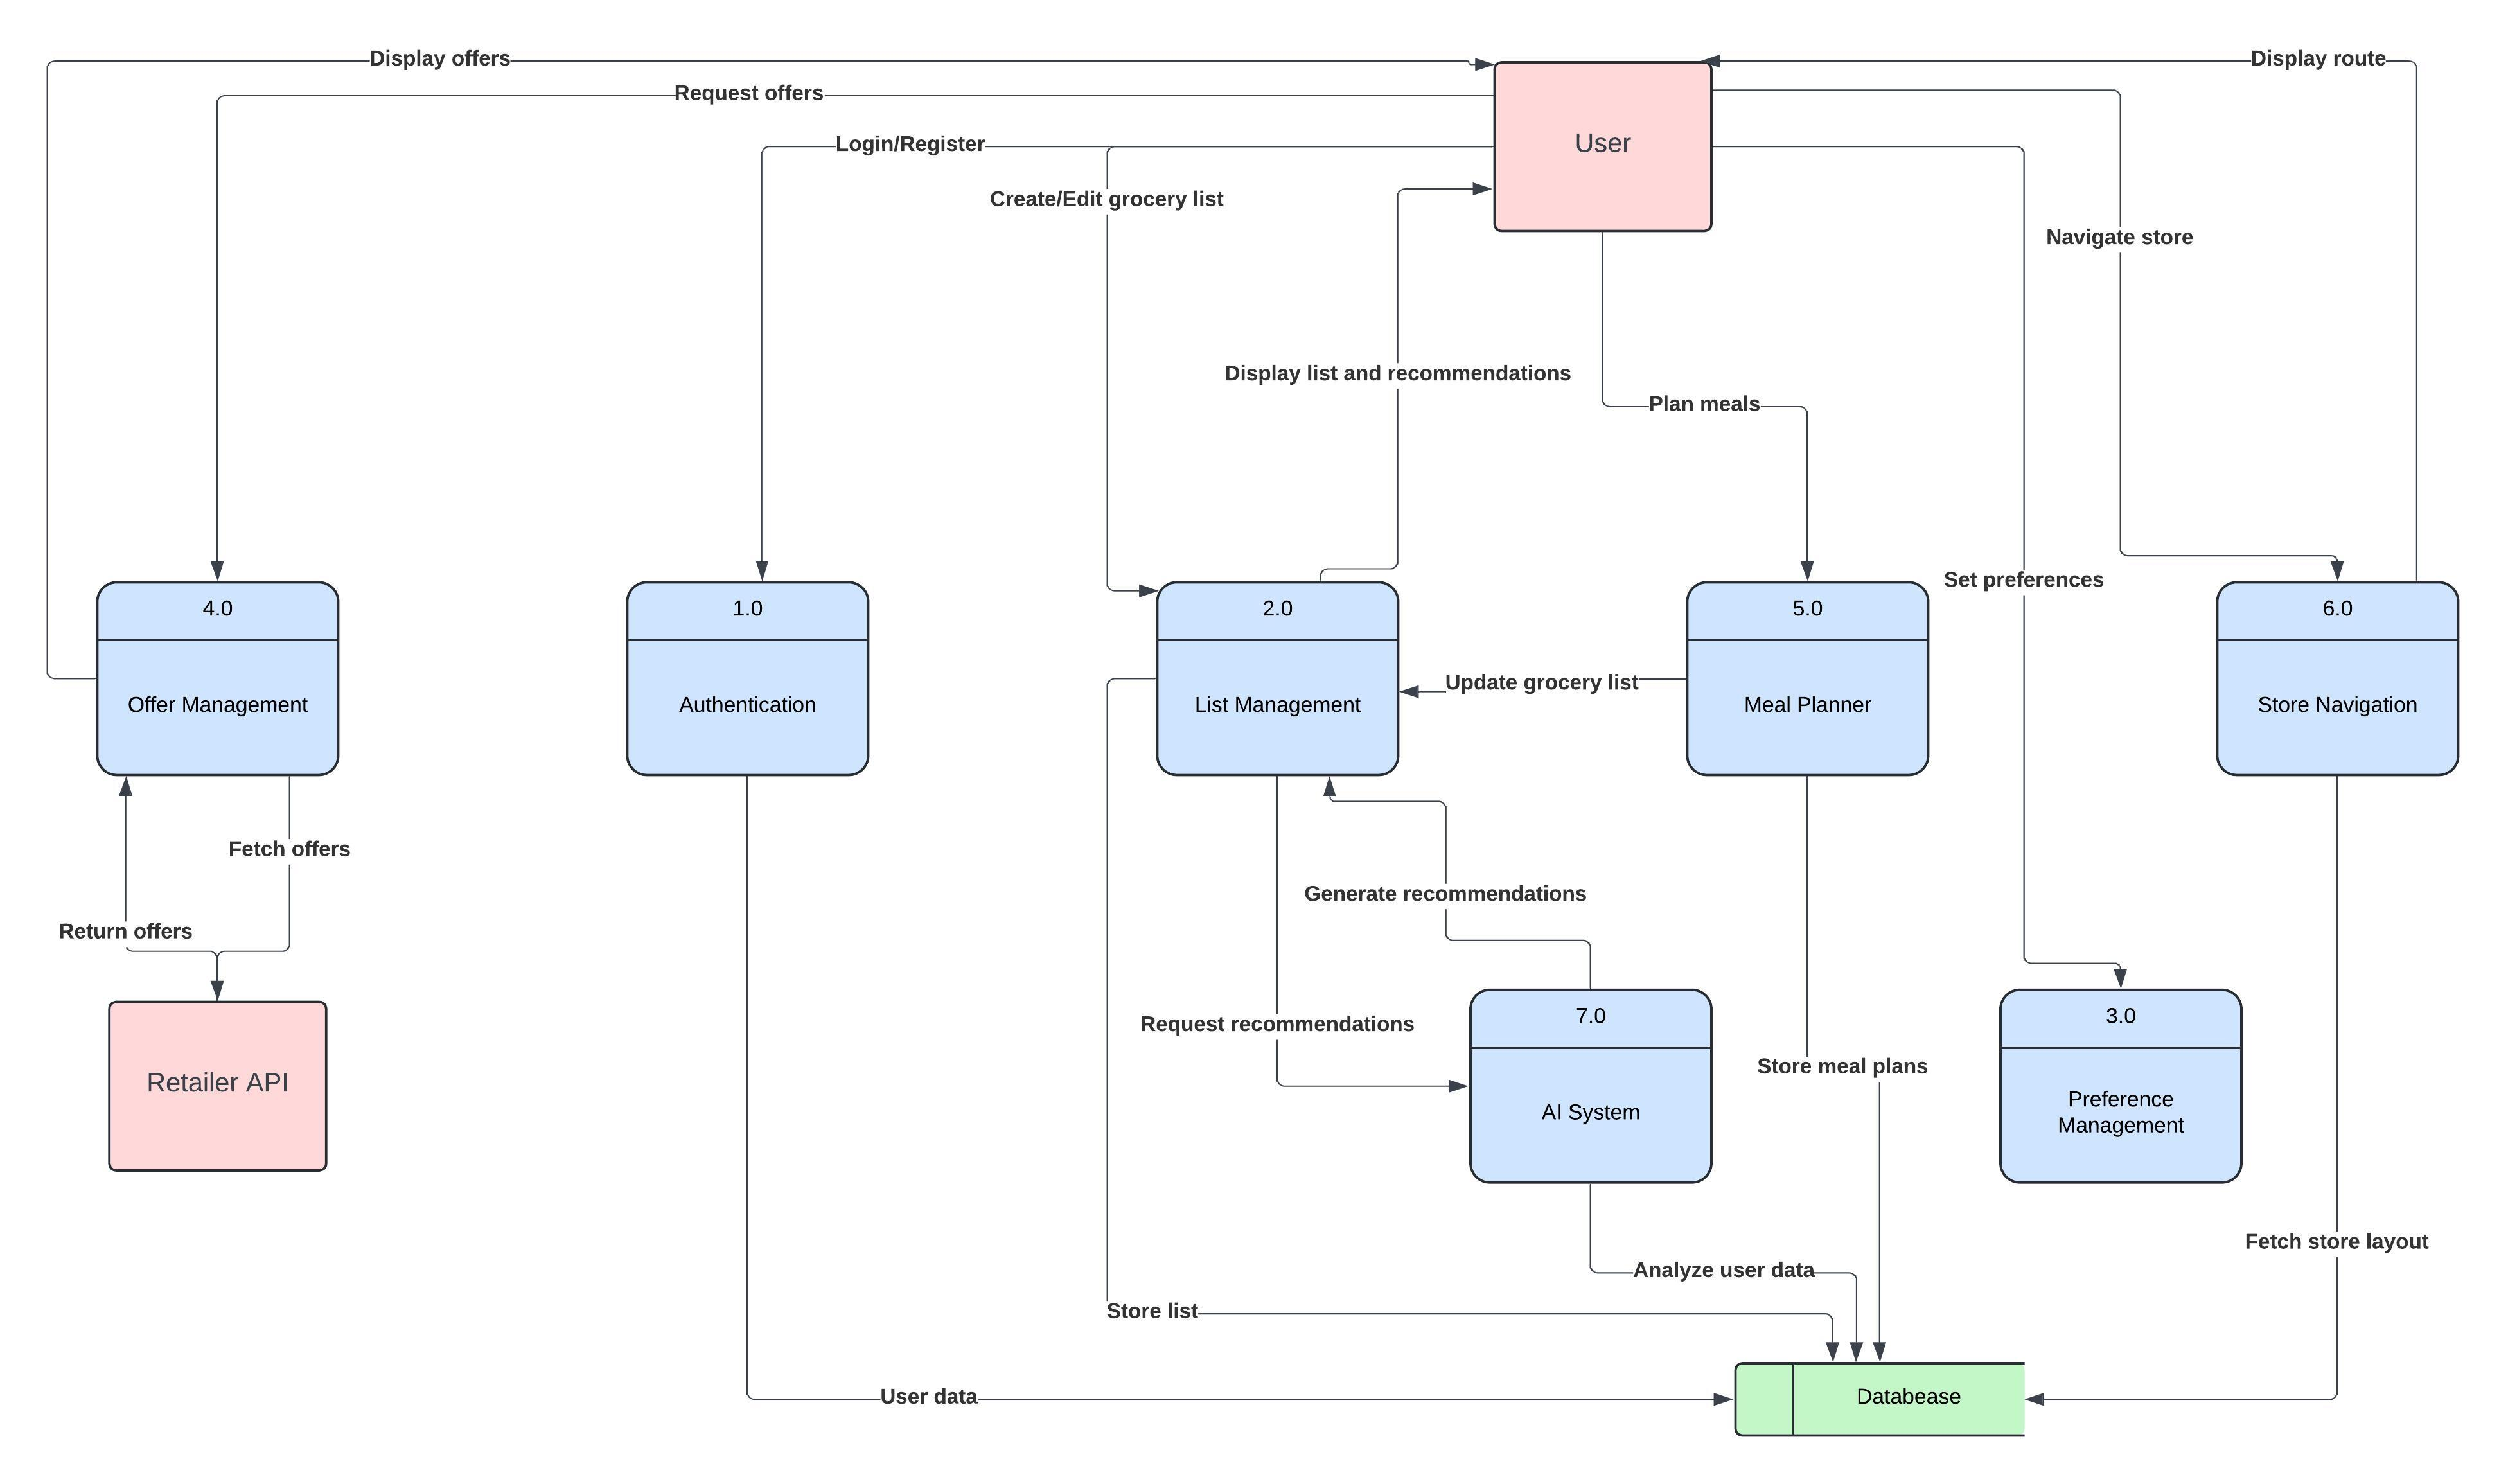 Display offers
Display route
Request offers
User
Login/Register
Create/Edit grocery list
Navigate store
Display list and recommendations
Plan meals
Set preferences
4.0
Offer Management
1.0
Authentication
2.0
List Management
Update grocery list
5.0
Meal Planner
6.0
Store Navigation
Fetch offers
Return offers
Generate recommendations
Request recommendations
Retailer API
7.0
AI System
Store meal plans
3.0
Preference
Management
Fetch store layout
Analyze user data
Store list
User data
Databease